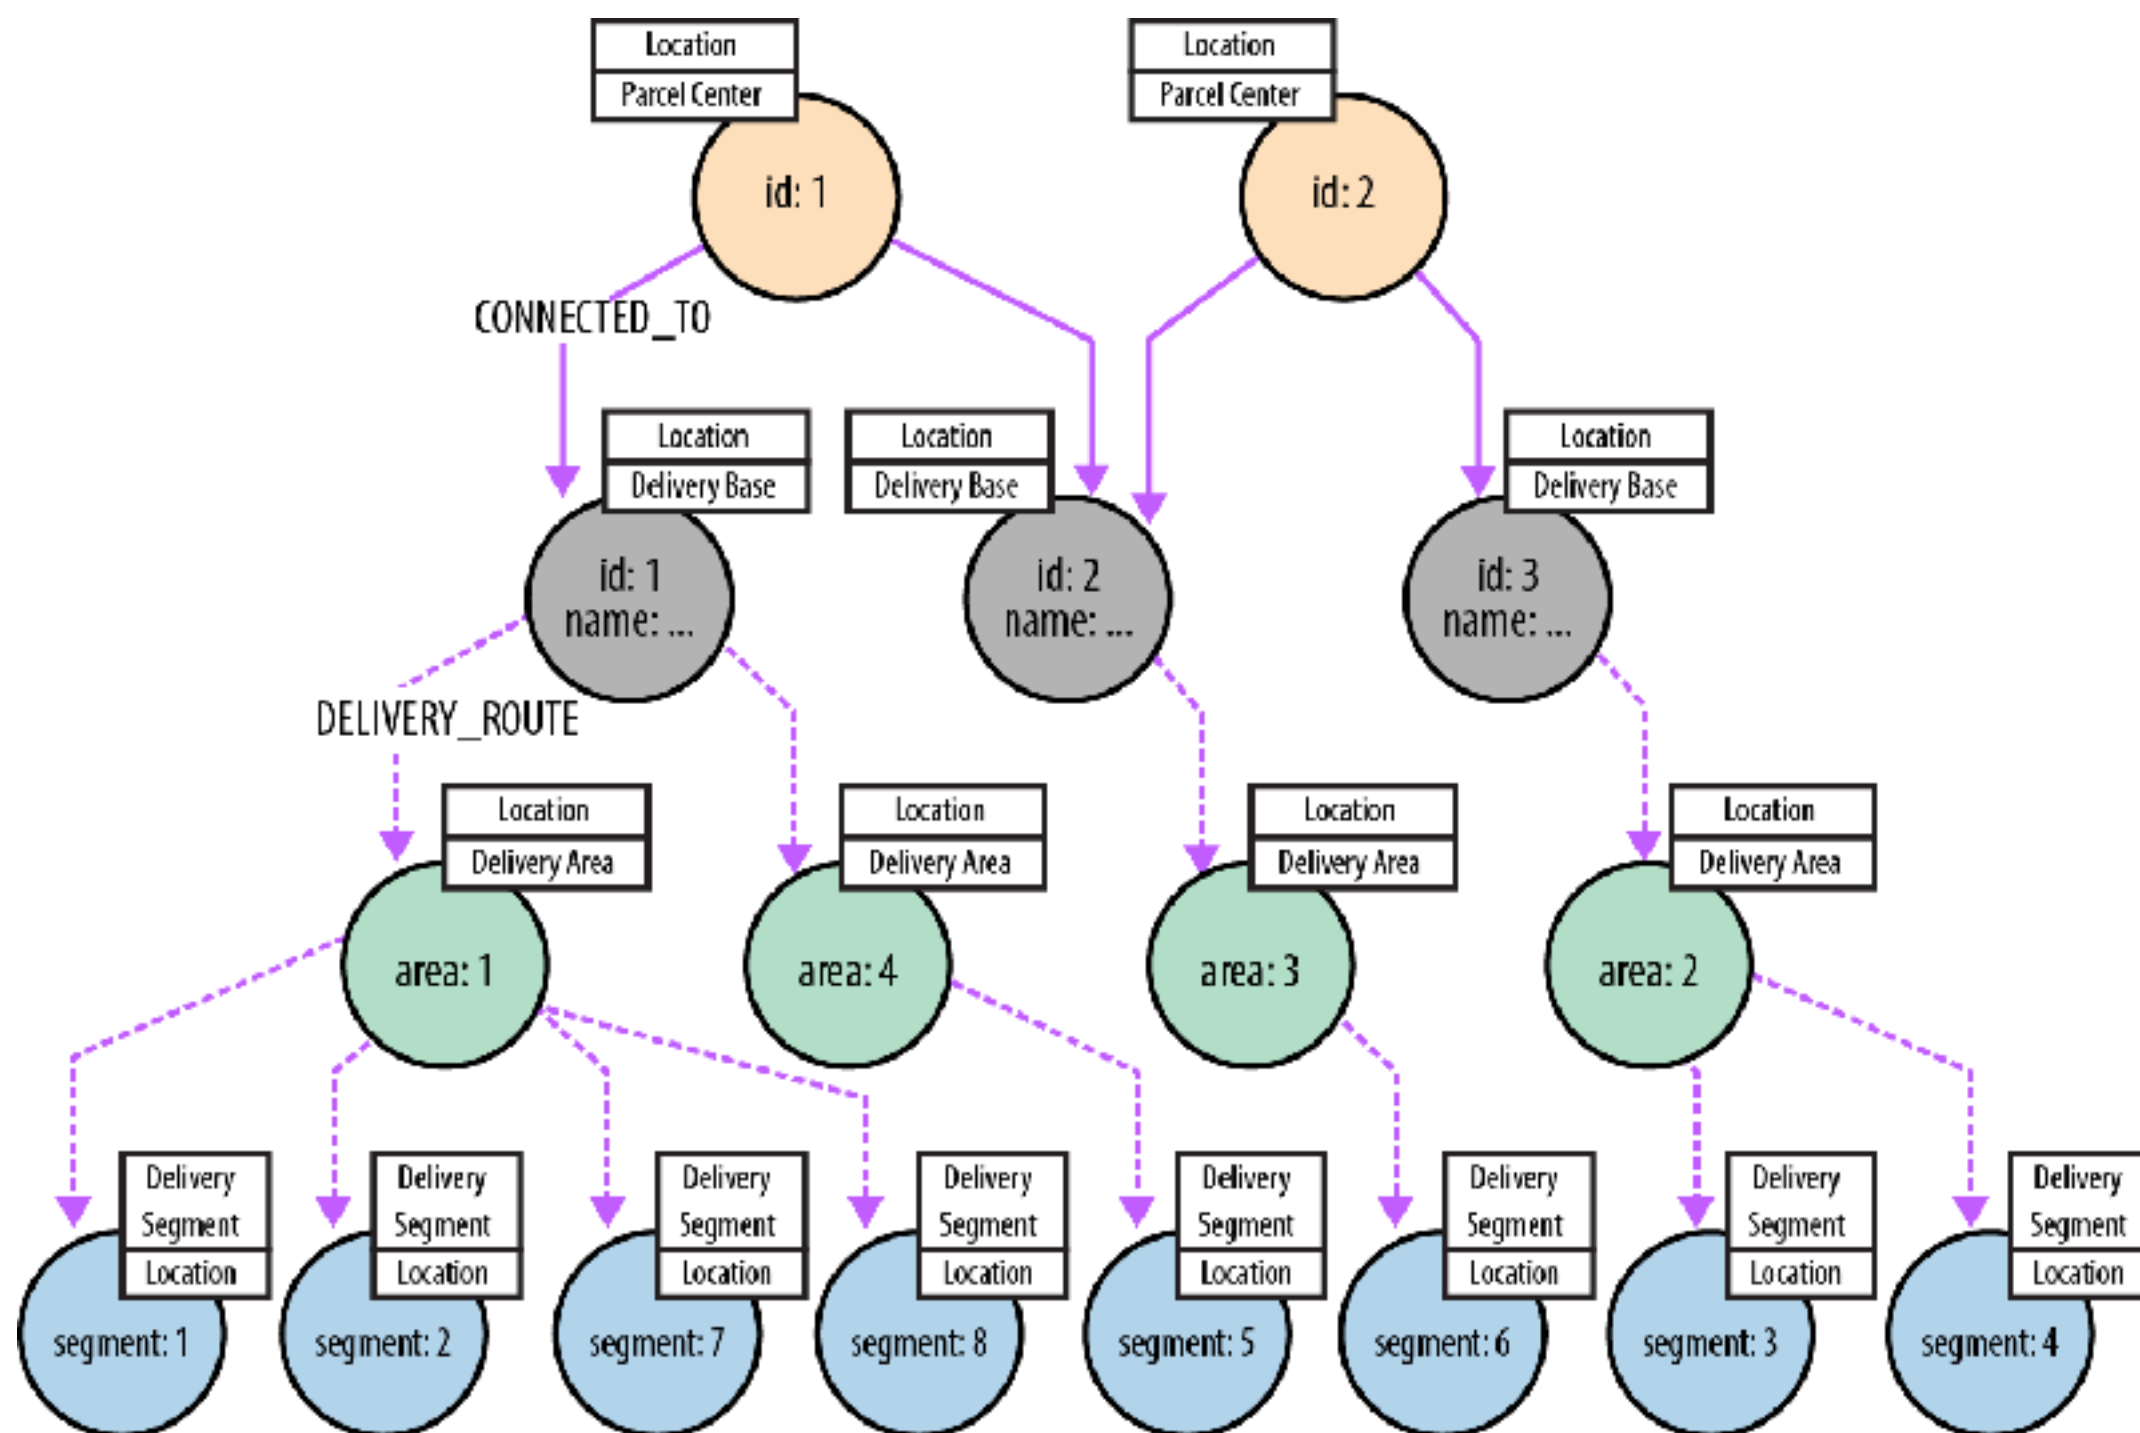 Location
Parcel Center
Location
Parcel Center
id: 1
id: 2
CONNECTED_TO
Location
Delivery Base
Location
Delivery Base
Location
Delivery Base
id: 1
name: ...
id: 2
name: ...
id: 3
name: ...
DELIVERY_ROUTE
Location
Delivery Area
Location
Delivery Area
Location
Delivery Area
Location
Delivery Area
area: 1
area: 4
area: 3
area: 2
Delivery
Segment
Location
Delivery
Segment
Location
Delivery
Segment
Location
Delivery
Segment
Location
Delivery
Segment
Location
Delivery
Segment
Location
Delivery
Segment
Location
Delivery
Segment
Location
segment: 1
segment: 2
segment: 7
segment: 8
segment: 5
segment: 6
segment: 3
segment: 4